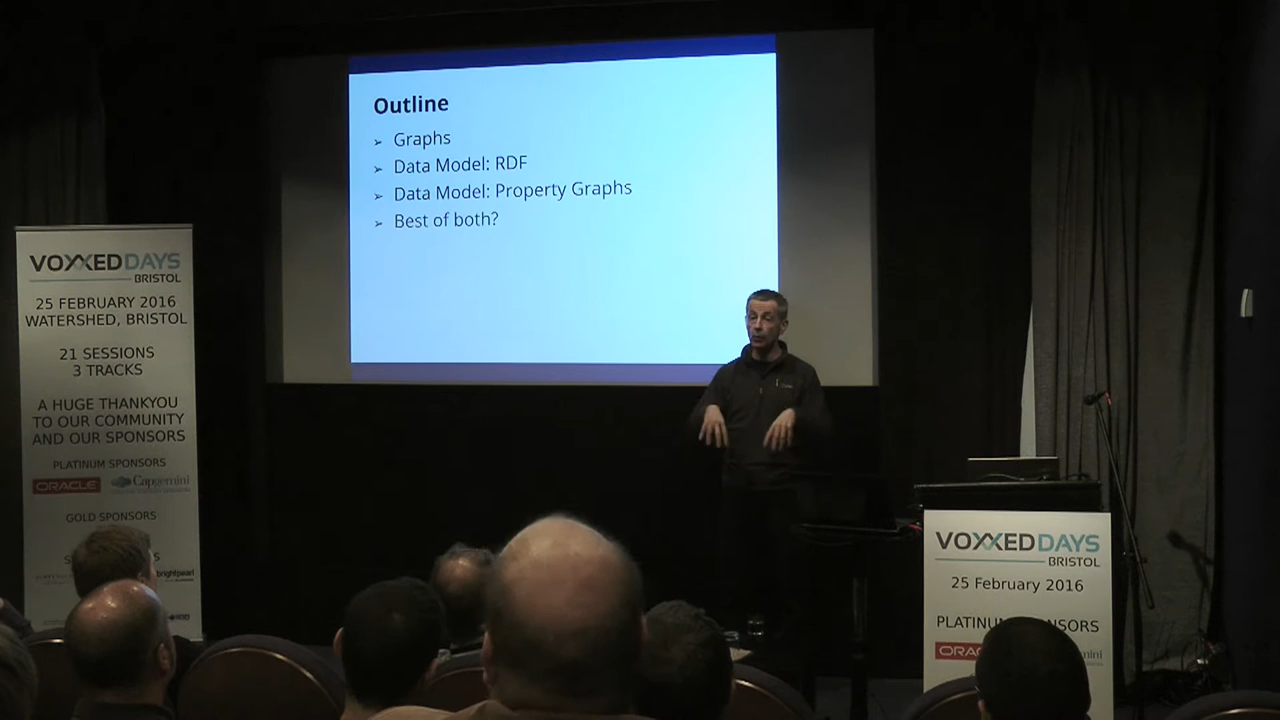 Outline
➢ Graphs
➢ Data Model: RDF
➢ Data Model: Property Graphs
➢ Best of both?
VOXXEDDAYS
BRISTOL
25 FEBRUARY 2016
WATERSHED, BRISTOL
21 SESSIONS
3 TRACKS
A HUGE THANKYOU
TO OUR COMMUNITY
AND OUR SPONSORS
PLATINUM SPONSORS
ORACLE Capgemini
GOLD SPONSORS
brightpearl
VOXXEDDAYS
BRISTOL
25 February 2016